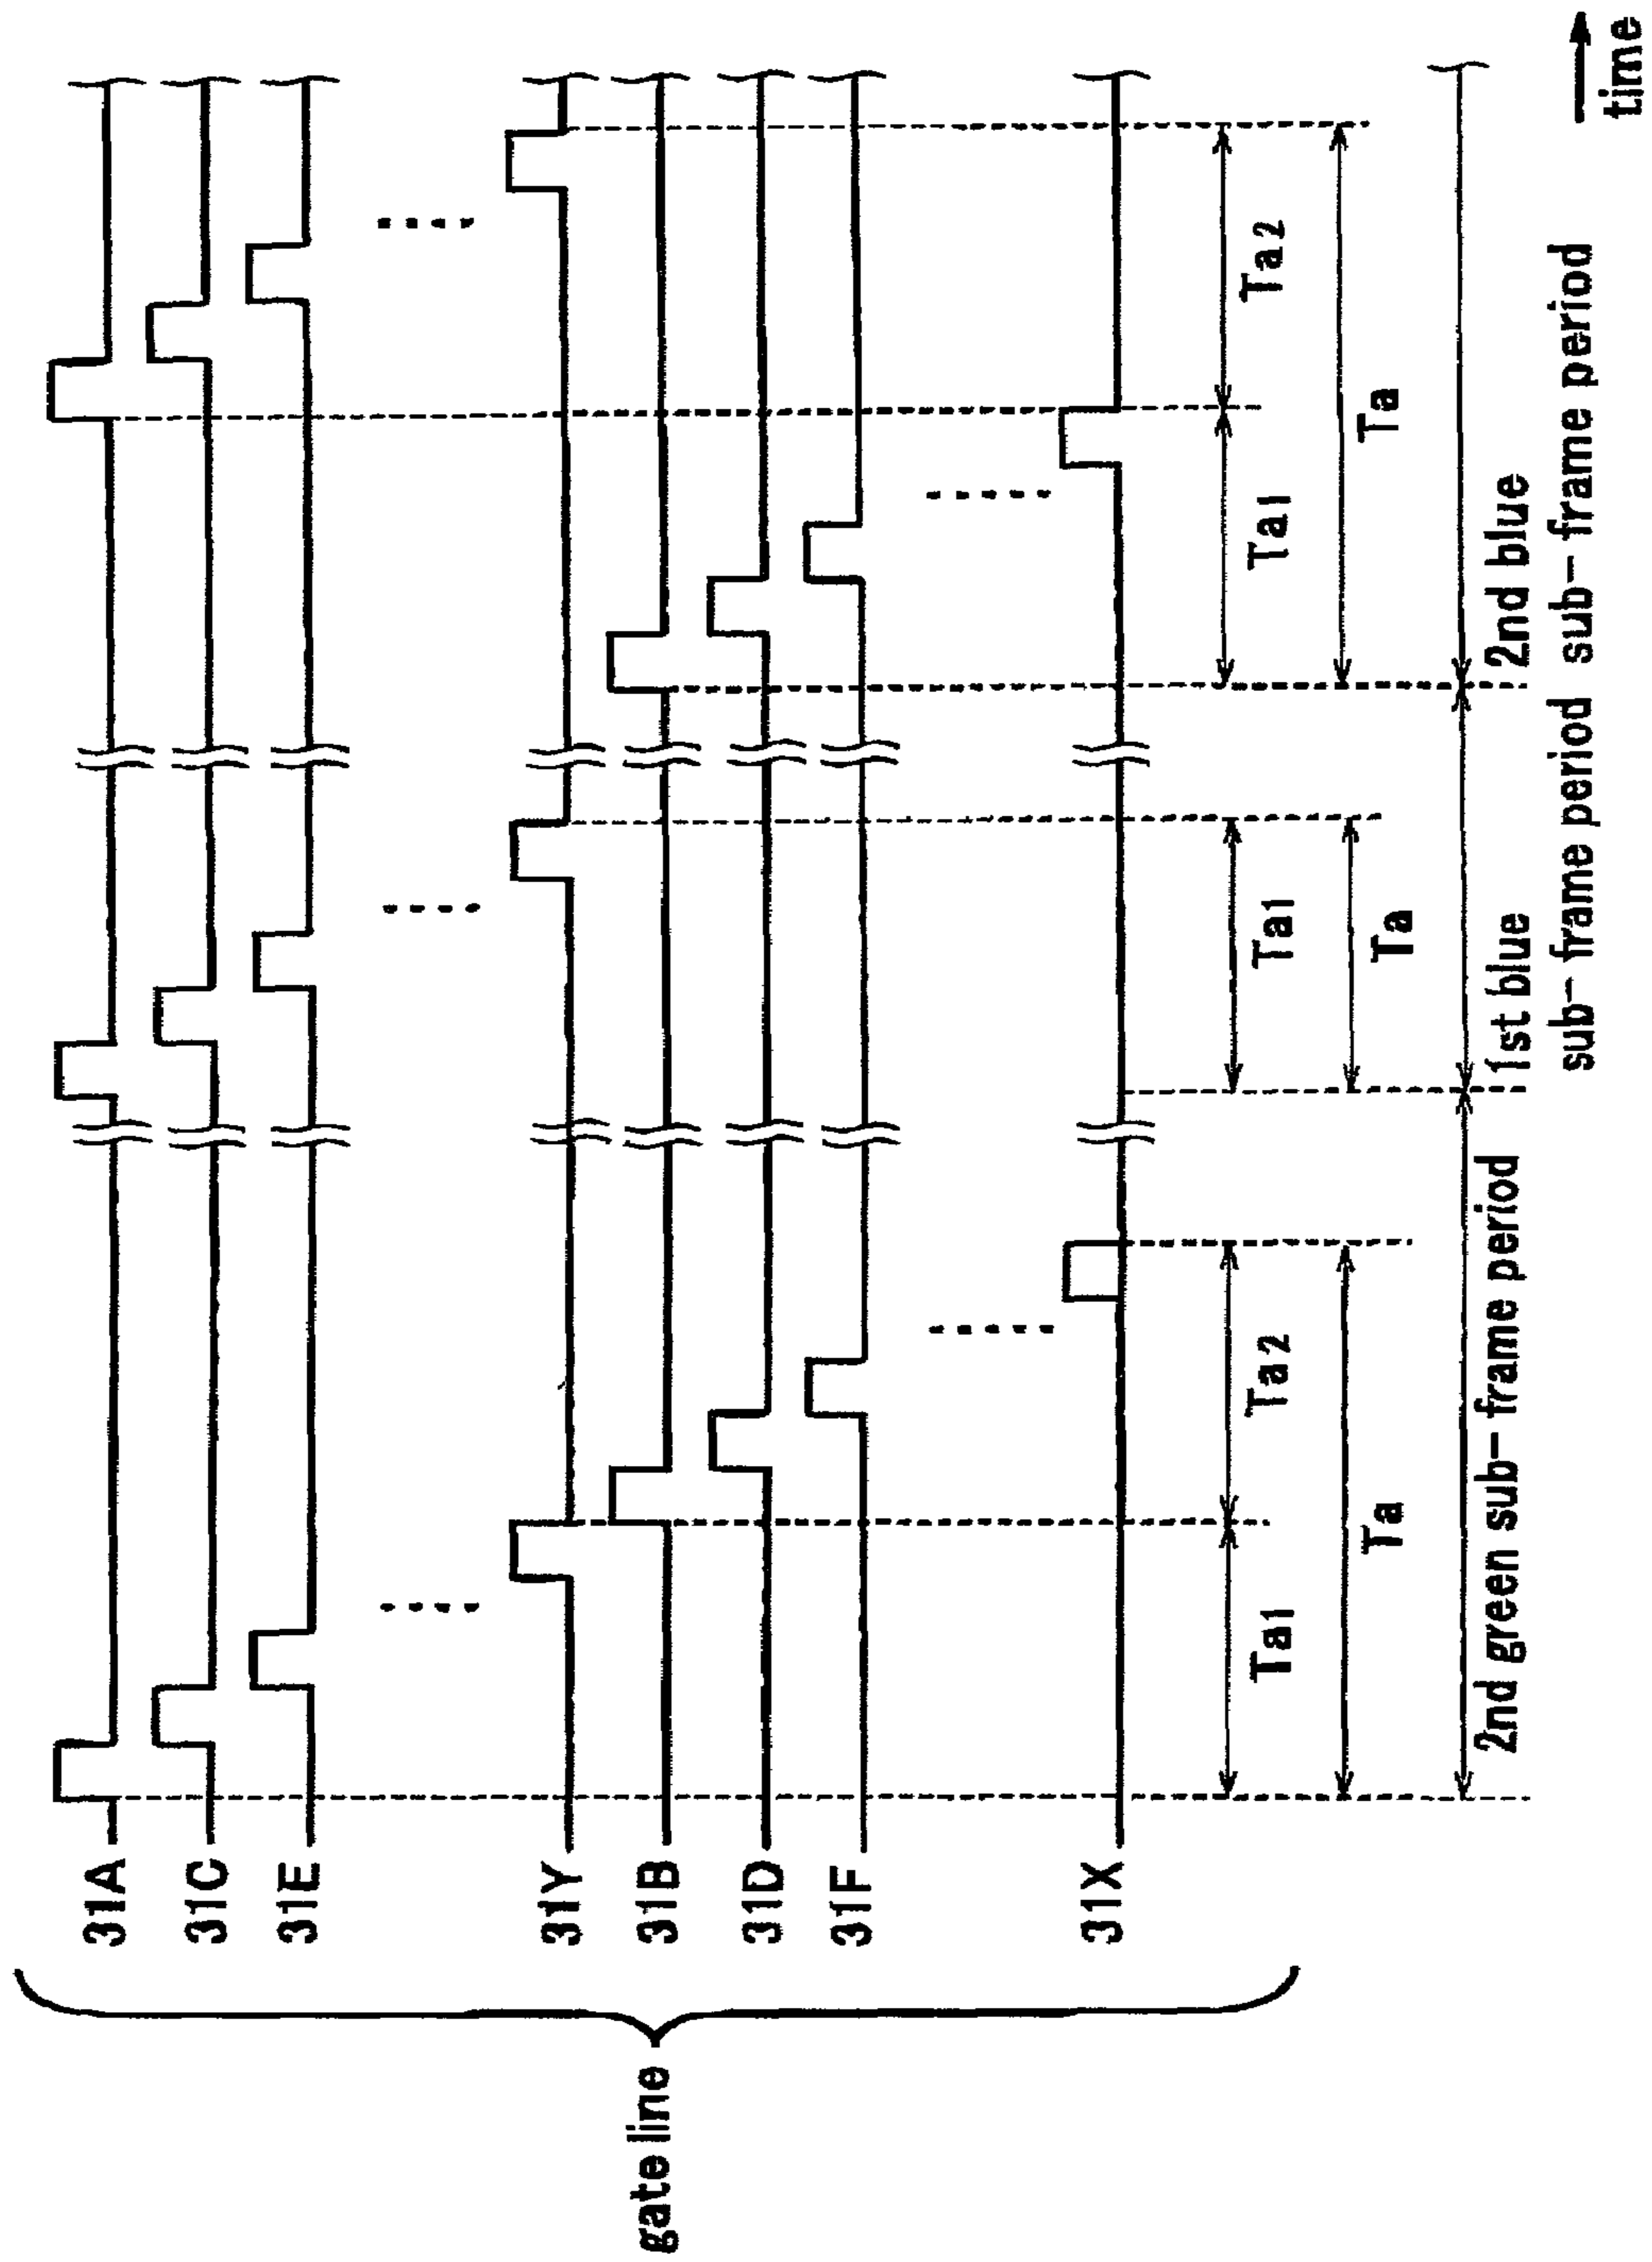 gate line
31A
31C
31E
31Y
31B
31D
31F
31X
Ta1
Ta2
Ta1
Ta1
Ta2
Ta
Ta
Ta
2nd green sub-frame period
1st blue
sub-frame period
2nd blue
sub-frame period
time